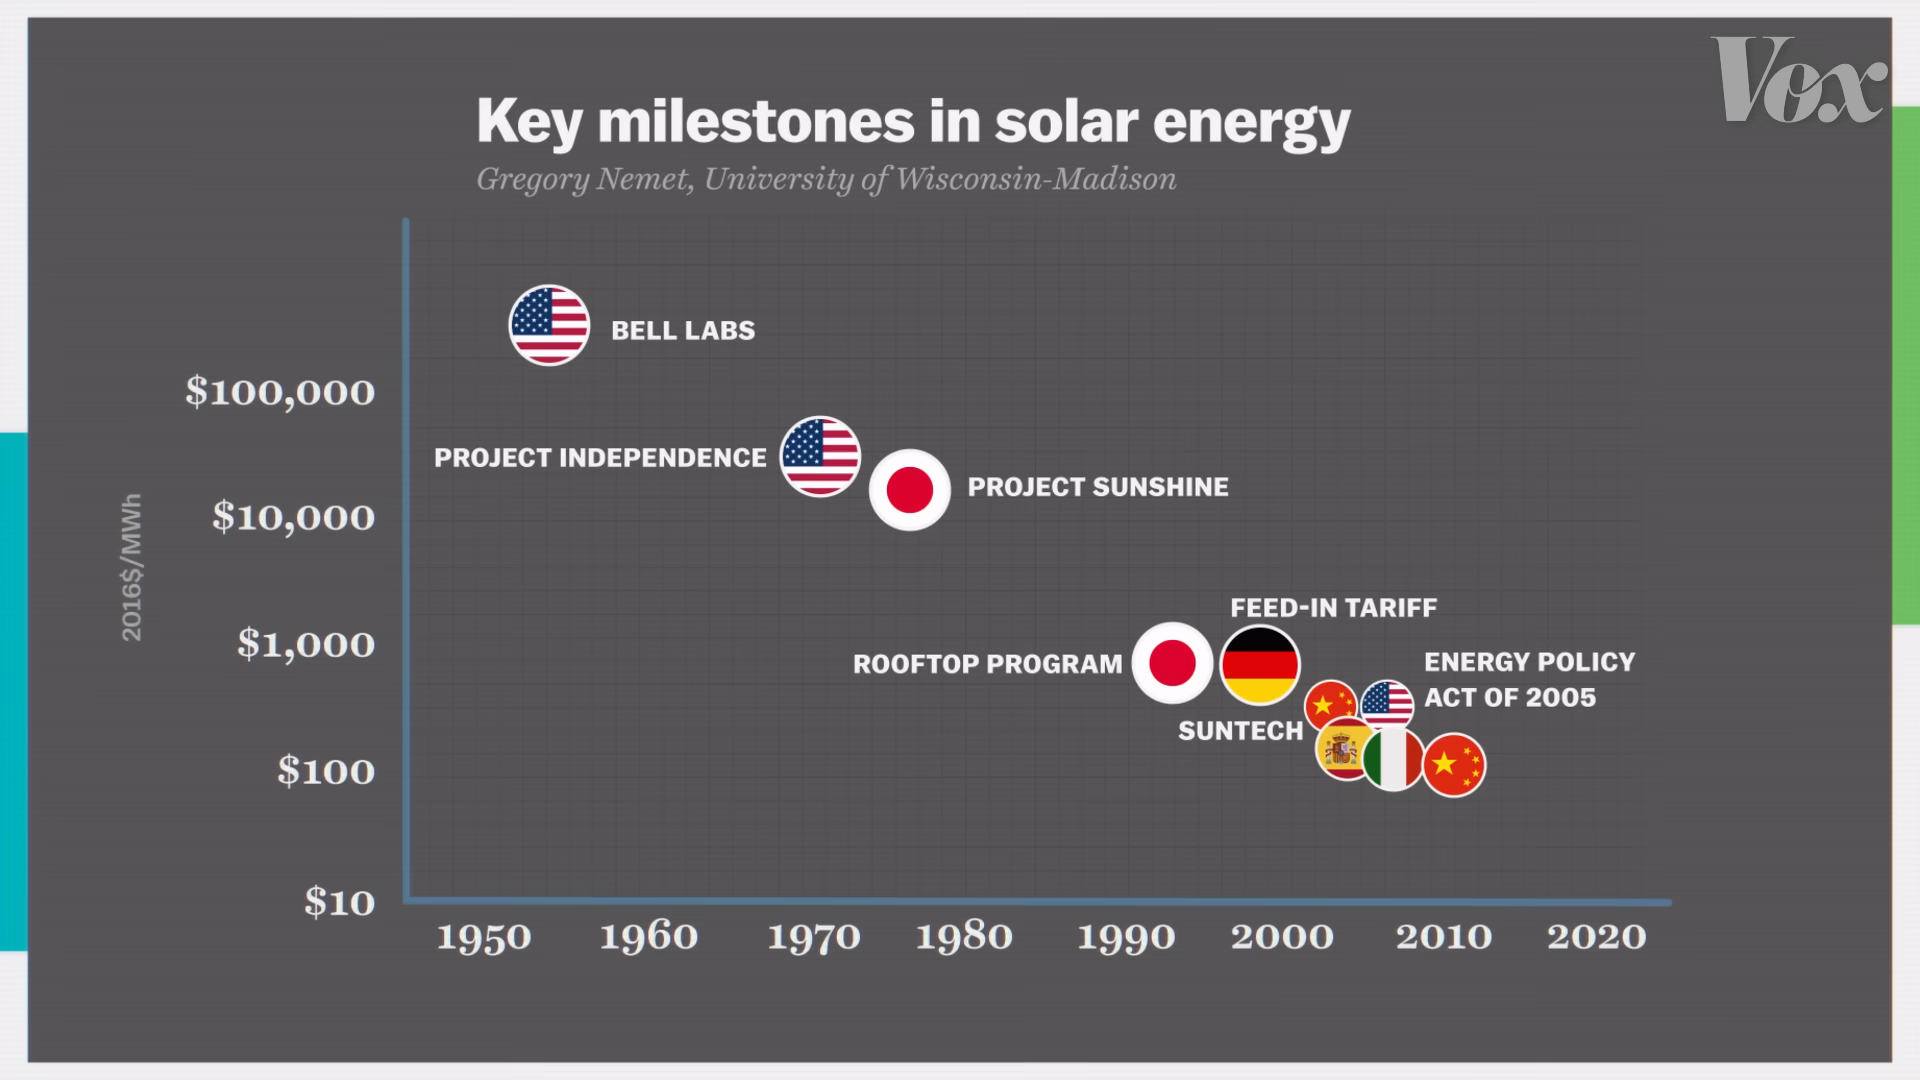 Vox
Key milestones in solar energy
Gregory Nemet, University of Wisconsin-Madison
BELL LABS
$100,000
PROJECT INDEPENDENCE
PROJECT SUNSHINE
$10,000
2016$/MWh
FEED-IN TARIFF
$1,000
ROOFTOP PROGRAM
ENERGY POLICY
ACT OF 2005
SUNTECH
$100
$10
1950 1960 1970 1980 1990 2000 2010 2020